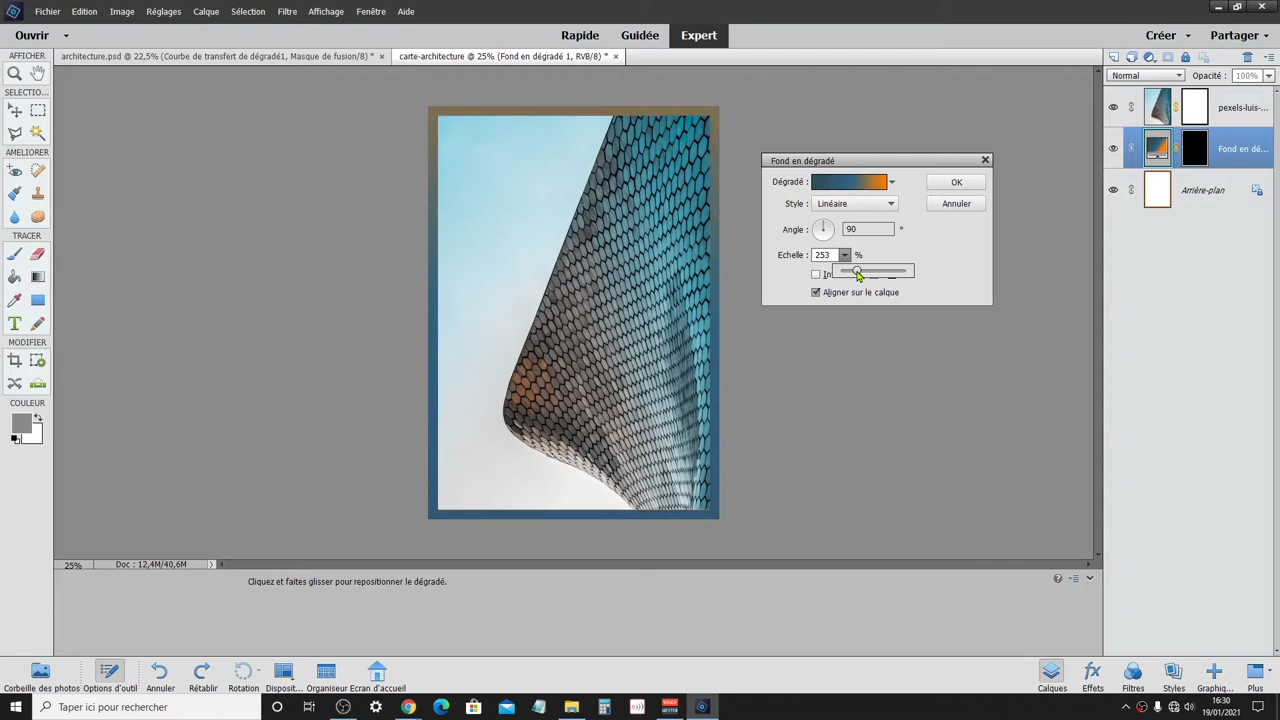 Fichier Edition Image Réglages Calque Sélection Filtre Affichage Fenêtre Aide
Ouvrir Rapide Guidée Expert Créer Partager
AFFICHER
architecture.psd @ 22,5% (Courbe de transfert de dégradé1, Masque de fusion/8) * ×
carte-architecture @ 25% (Fond en dégradé 1, RVB/8) * ×
Normal Opacité : 100%
SELECTIO...
pexels-luis-...
AMELIORER
Fond en dé...
Arrière-plan
TRACER
MODIFIER
COULEUR
Fond en dégradé
Dégradé : OK
Style : Linéaire Annuler
Angle : 90 °
Echelle : 253 %
In
Aligner sur le calque
25% Doc : 12,4M/40,6M
Cliquez et faites glisser pour repositionner le dégradé.
Corbeille des photos Options d'outil Annuler Rétablir Rotation Disposit... Organiseur Ecran d'accueil Calques Effets Filtres Styles Graphiq... Plus
Taper ici pour rechercher
16:30
19/01/2021